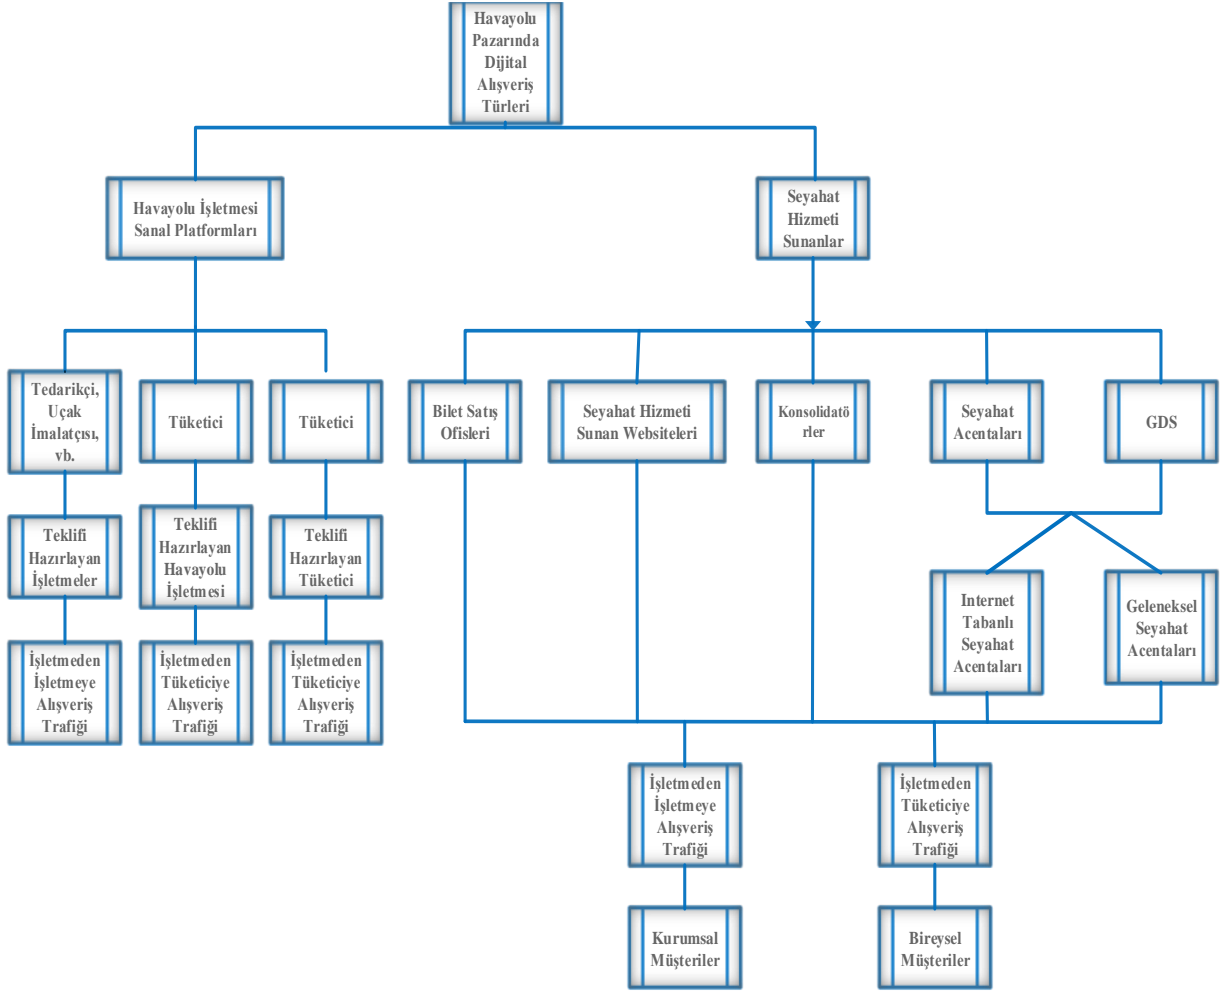 Havayolu
Pazarında
Dijital
Alışveriş
Türleri
Havayolu İşletmesi
Sanal Platformları
Seyahat
Hizmeti
Sunanlar
Tedarikçi,
Uçak
İmalatçısı,
vb.
Tüketici
Tüketici
Bilet Satış
Ofisleri
Seyahat Hizmeti
Sunan Websiteleri
Konsolidatö
rler
Seyahat
Acentaları
GDS
Teklifi
Hazırlayan
İşletmeler
Teklifi
Hazırlayan
Havayolu
İşletmesi
Teklifi
Hazırlayan
Tüketici
Internet
Tabanlı
Seyahat
Acentaları
Geleneksel
Seyahat
Acentaları
İşletmeden
İşletmeye
Alışveriş
Trafiği
İşletmeden
Tüketiciye
Alışveriş
Trafiği
İşletmeden
Tüketiciye
Alışveriş
Trafiği
İşletmeden
İşletmeye
Alışveriş
Trafiği
İşletmeden
Tüketiciye
Alışveriş
Trafiği
Kurumsal
Müşteriler
Bireysel
Müşteriler